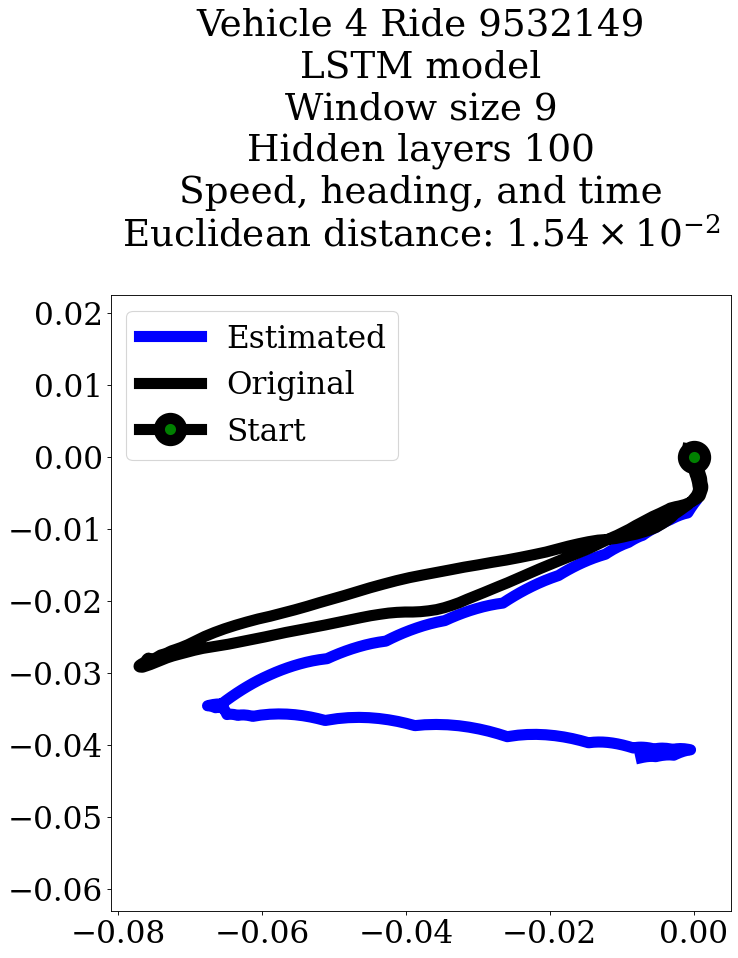 Vehicle 4 Ride 9532149
LSTM model
Window size 9
Hidden layers 100
Speed, heading, and time
Euclidean distance: 1.54 × 10⁻²
Estimated
Original
Start
0.02
0.01
0.00
−0.01
−0.02
−0.03
−0.04
−0.05
−0.06
−0.08 −0.06 −0.04 −0.02 0.00